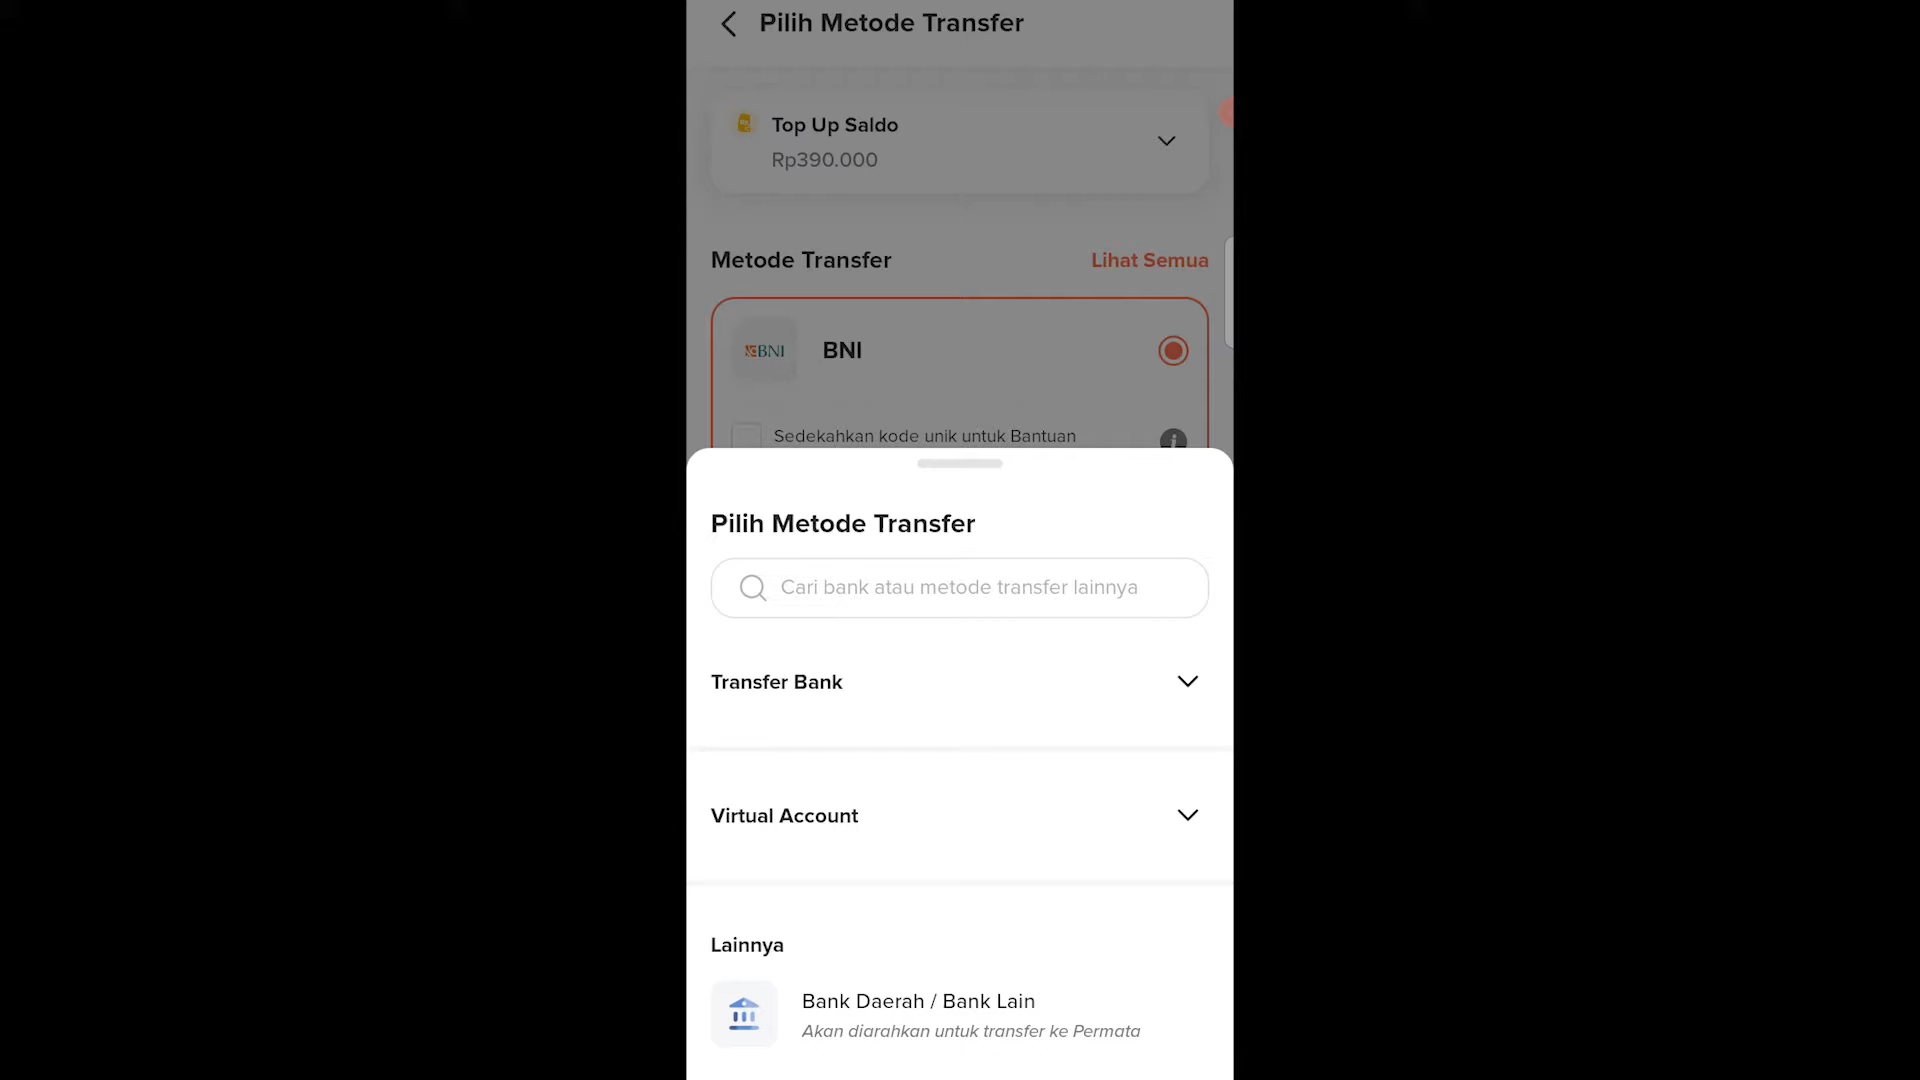 Pilih Metode Transfer
Top Up Saldo
Rp390.000
Metode Transfer
Lihat Semua
BNI
BNI
Sedekahkan kode unik untuk Bantuan
Pilih Metode Transfer
Cari bank atau metode transfer lainnya
Transfer Bank
Virtual Account
Lainnya
Bank Daerah / Bank Lain
Akan diarahkan untuk transfer ke Permata